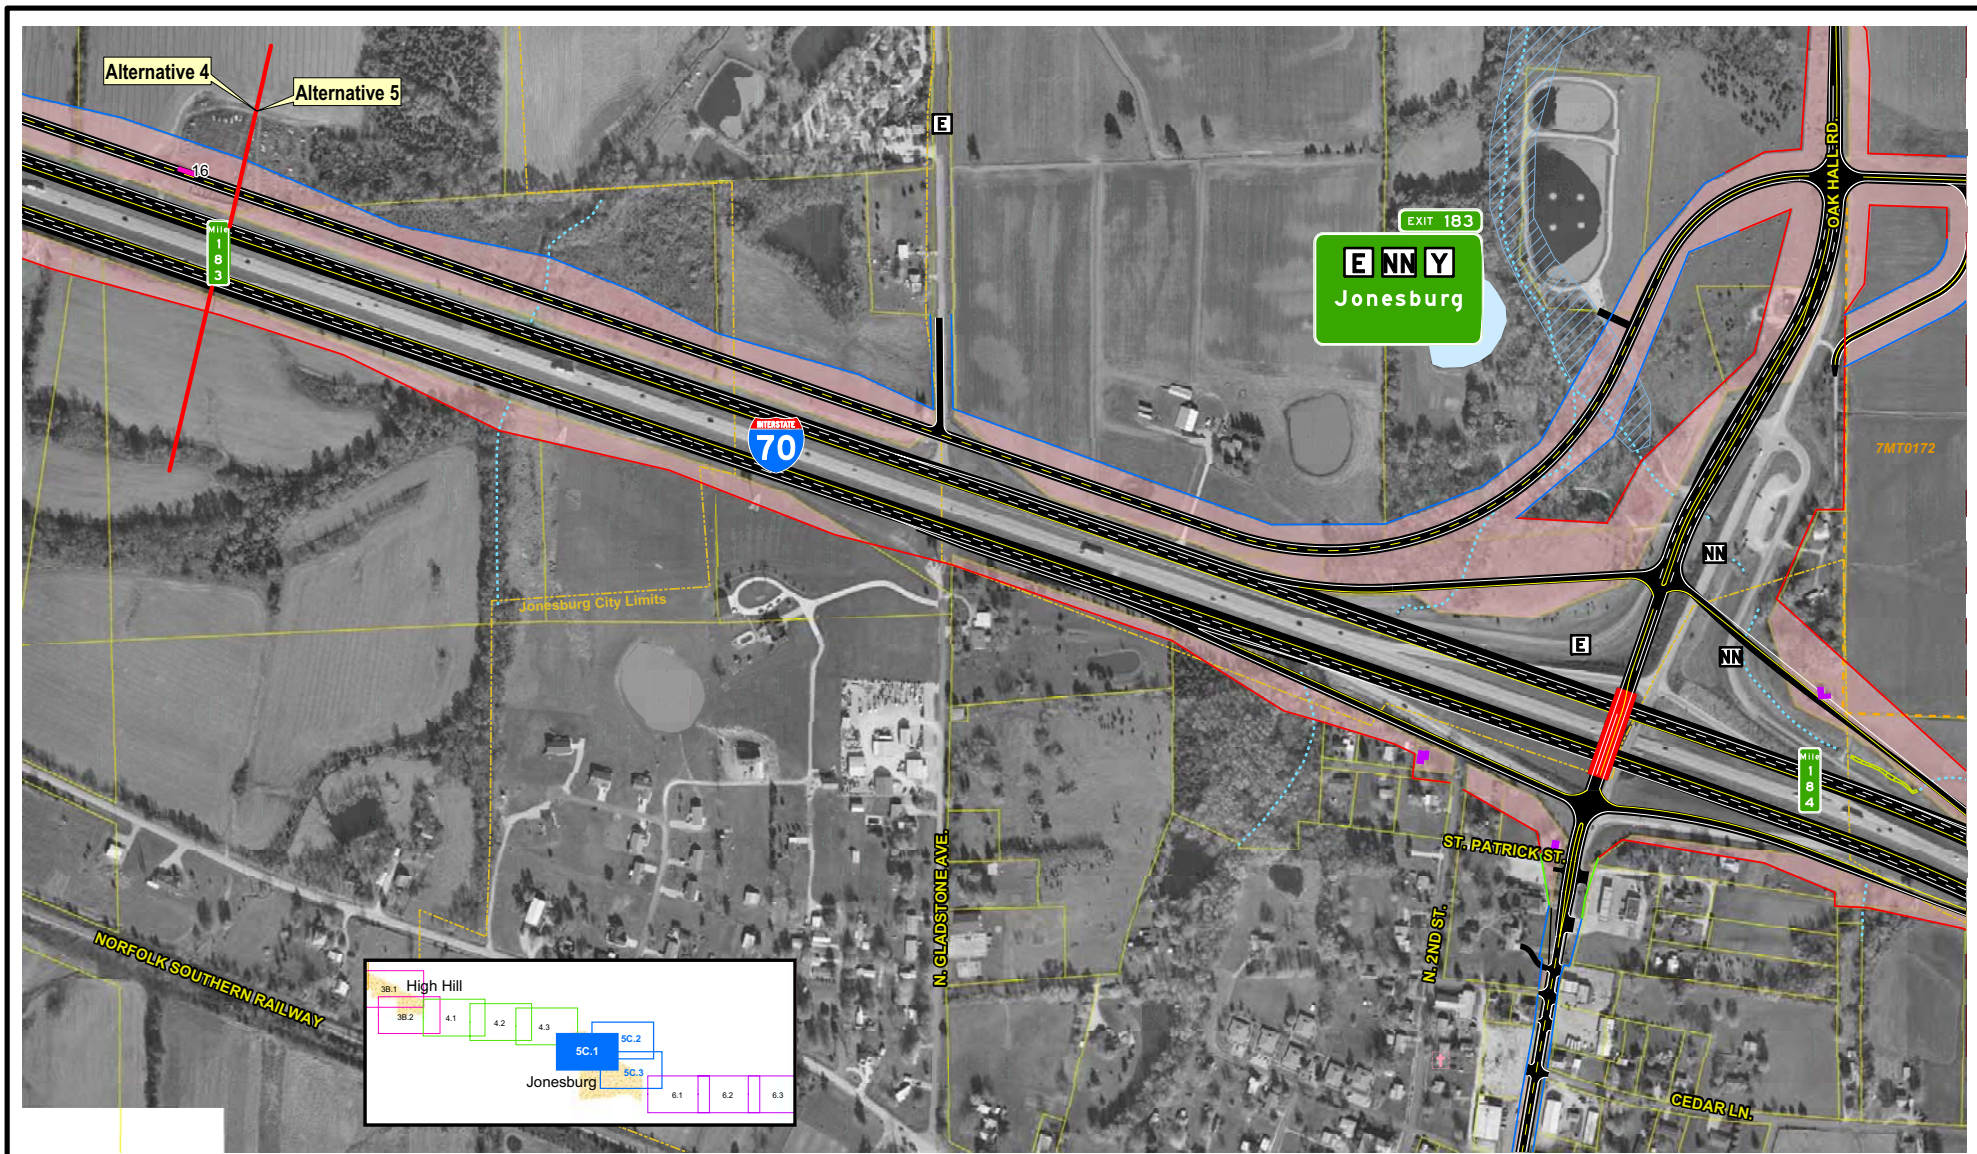 Alternative 4
Alternative 5
E
16
Mile
1
8
3
EXIT 183
E NN Y
Jonesburg
OAK HALL RD.
INTERSTATE
70
7MT0172
NN
Jonesburg City Limits
E
NN
Mile
1
8
4
ST. PATRICK ST.
N. GLADSTONE AVE.
N. 2ND ST.
NORFOLK SOUTHERN RAILWAY
CEDAR LN.
3B.1
High Hill
3B.2
4.1
4.2
4.3
5C.1
5C.2
5C.3
Jonesburg
6.1
6.2
6.3